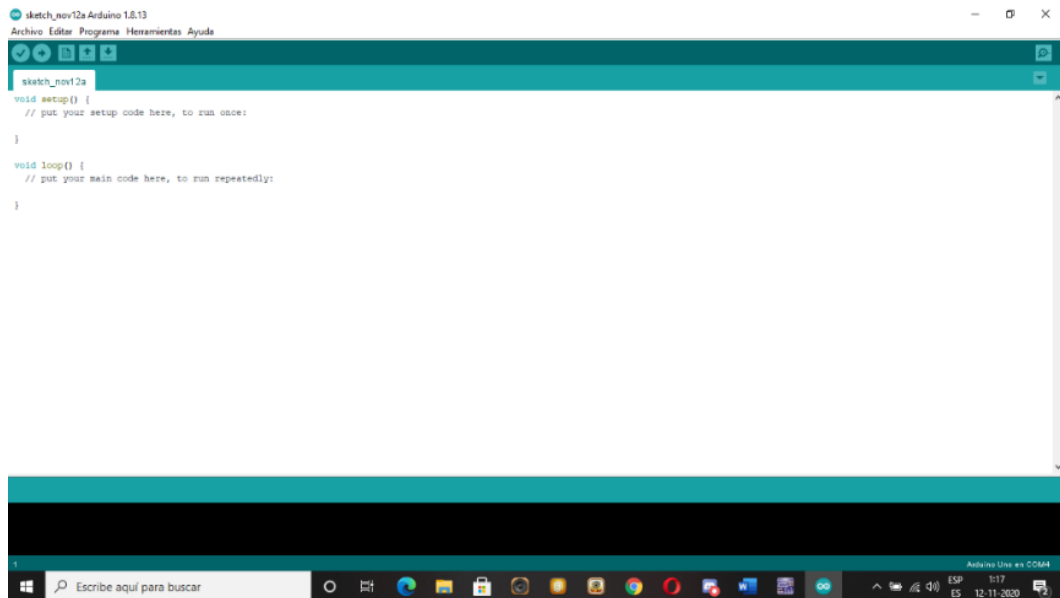 sketch_nov12a Arduino 1.8.13
Archivo Editar Programa Herramientas Ayuda
sketch_nov12a
void setup() {
  // put your setup code here, to run once:
}
void loop() {
  // put your main code here, to run repeatedly:
}
1
Arduino Uno en COM4
Escribe aquí para buscar
ESP
ES
1:17
12-11-2020